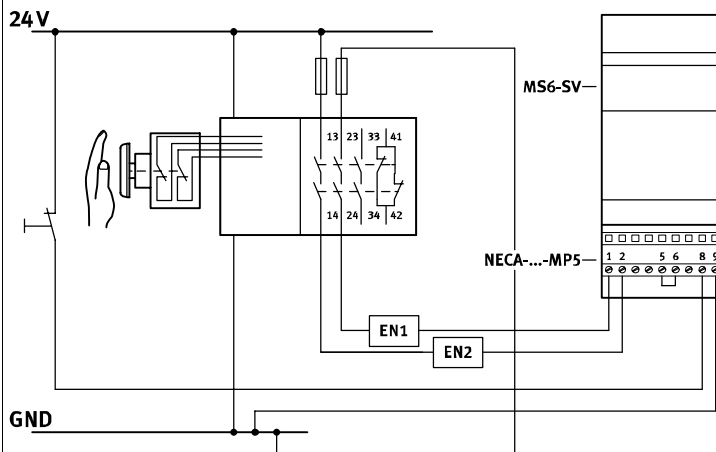 24 V
MS6-SV
13 23 33 41
14 24 34 42
NECA-...-MP5
1 2 5 6 8 9
EN1
EN2
GND